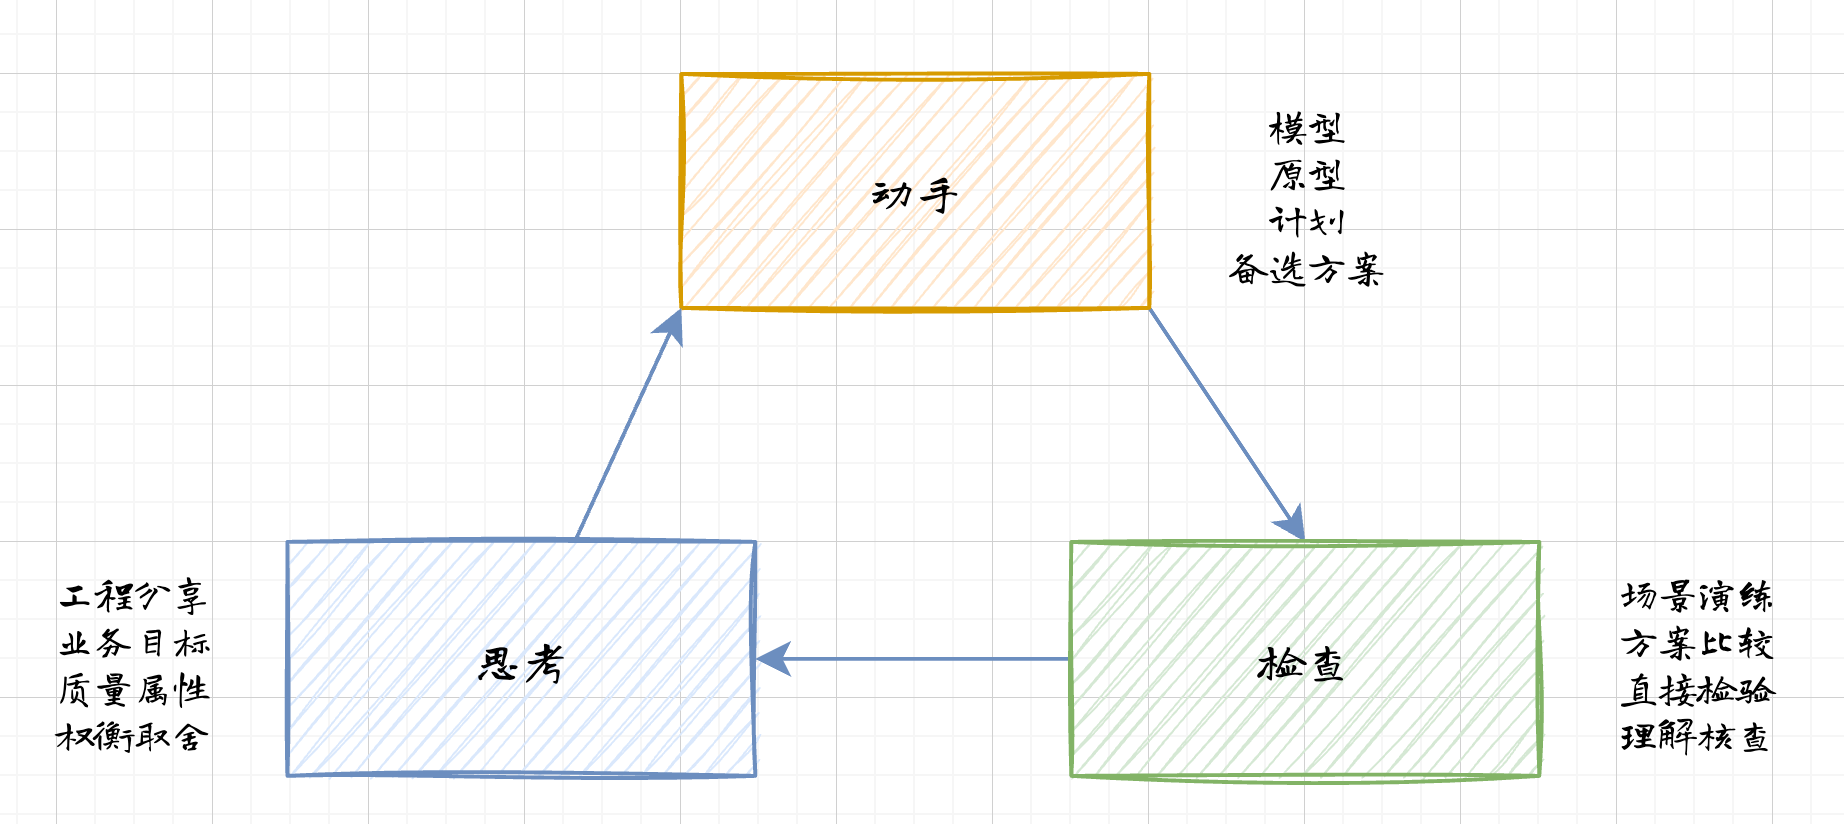 动手
模型
原型
计划
备选方案
工程分享
业务目标
质量属性
权衡取舍
思考
检查
场景演练
方案比较
直接检验
理解核查